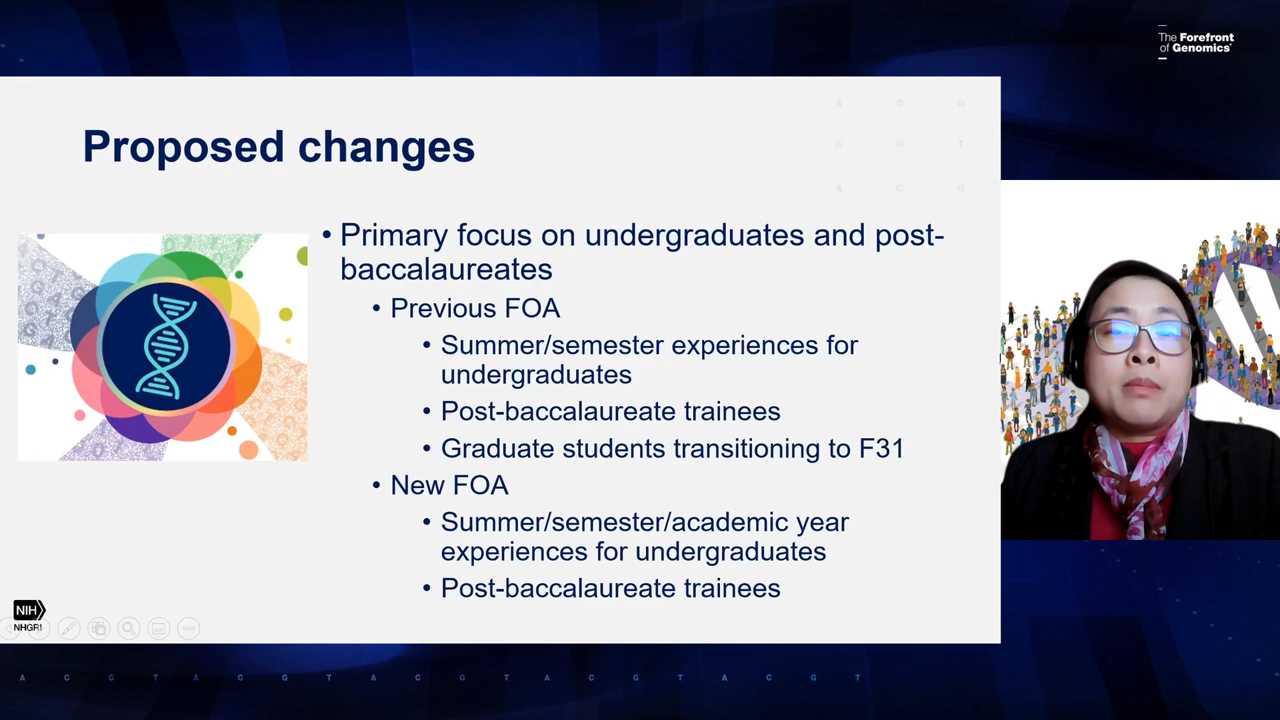 The Forefront
of Genomics®
A G G
C G T
A C G
Proposed changes
• Primary focus on undergraduates and post-
baccalaureates
• Previous FOA
• Summer/semester experiences for
undergraduates
• Post-baccalaureate trainees
• Graduate students transitioning to F31
• New FOA
• Summer/semester/academic year
experiences for undergraduates
• Post-baccalaureate trainees
NIH
NHGRI
A C G T A C G T A C G T A C G T A C G T